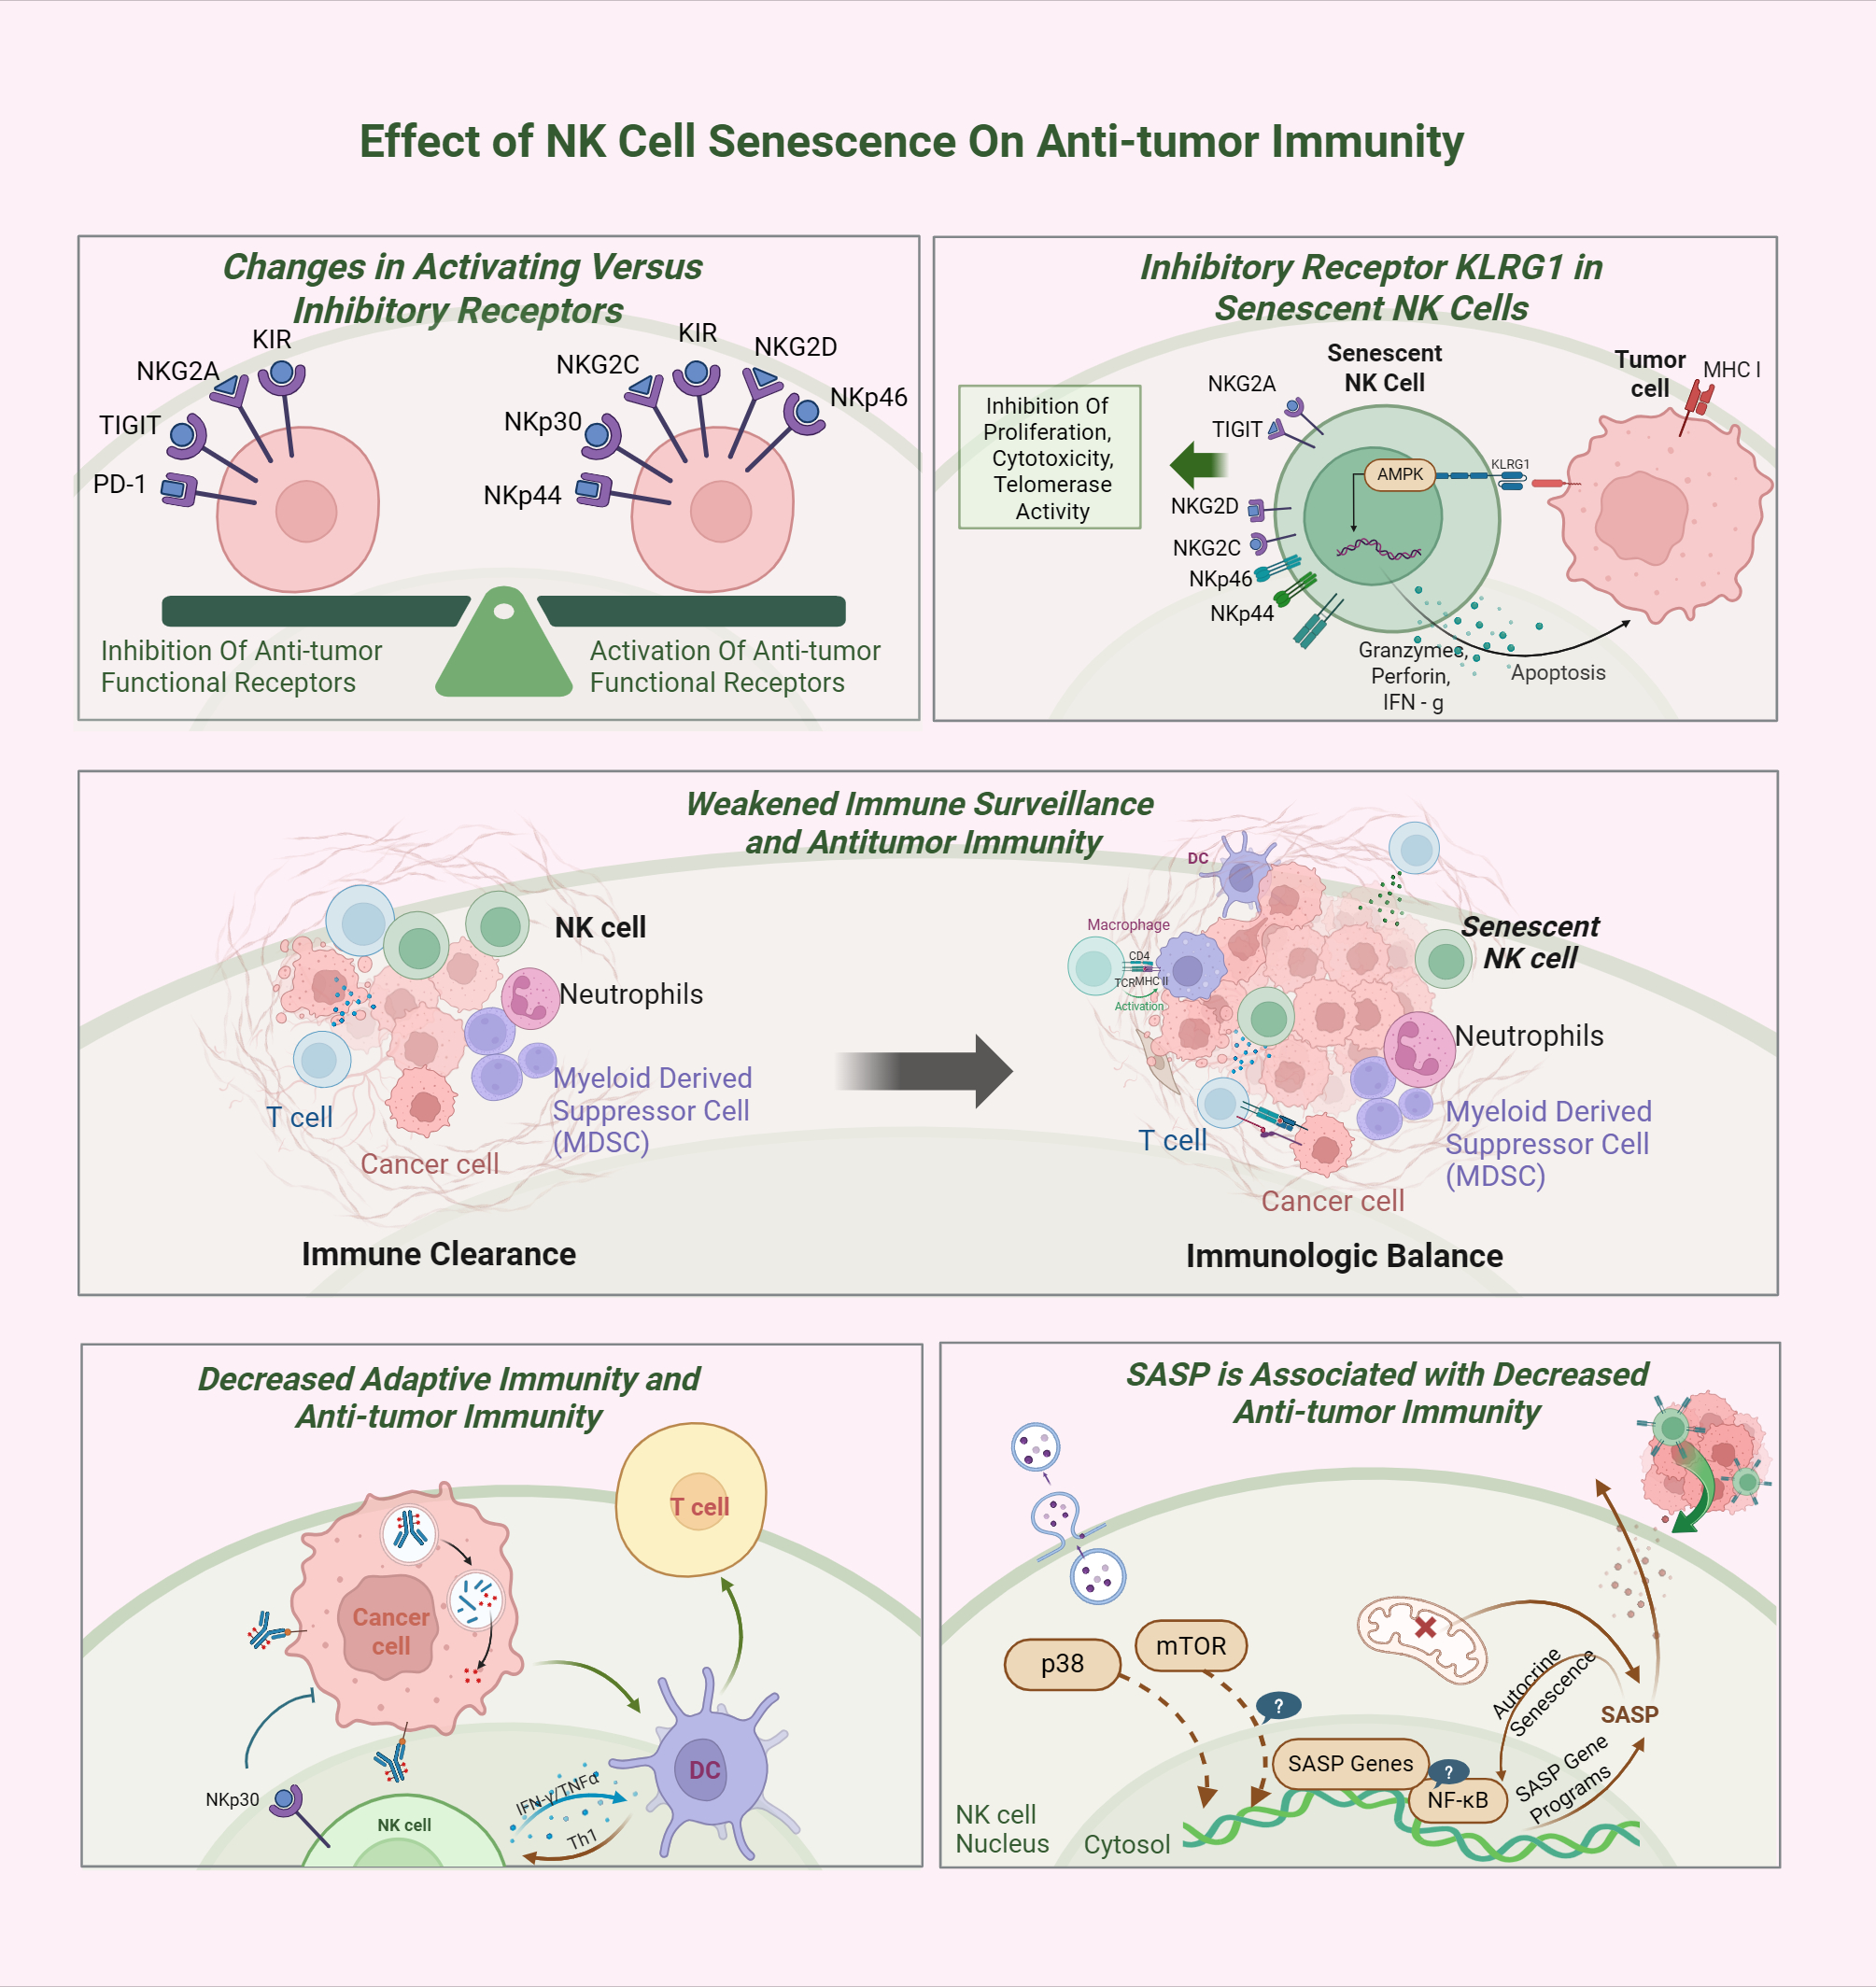 Effect of NK Cell Senescence On Anti-tumor Immunity
Changes in Activating Versus
Inhibitory Receptors
KIR
NKG2A
TIGIT
PD-1
KIR
NKG2C
NKG2D
NKp30
NKp46
NKp44
Inhibition Of Anti-tumor
Functional Receptors
Activation Of Anti-tumor
Functional Receptors
Inhibitory Receptor KLRG1 in
Senescent NK Cells
Senescent
NK Cell
Tumor
cell
MHC I
NKG2A
TIGIT
Inhibition Of
Proliferation,
Cytotoxicity,
Telomerase
Activity
AMPK
KLRG1
NKG2D
NKG2C
NKp46
NKp44
Granzymes,
Perforin,
IFN - g
Apoptosis
Weakened Immune Surveillance
and Antitumor Immunity
NK cell
Neutrophils
Myeloid Derived
Suppressor Cell
(MDSC)
T cell
Cancer cell
Immune Clearance
DC
Macrophage
CD4
TCR
MHC II
Activation
Senescent
NK cell
Neutrophils
Myeloid Derived
Suppressor Cell
(MDSC)
T cell
Cancer cell
Immunologic Balance
Decreased Adaptive Immunity and
Anti-tumor Immunity
T cell
Cancer
cell
DC
NKp30
NK cell
IFN-γ/TNFα
Th1
SASP is Associated with Decreased
Anti-tumor Immunity
p38
mTOR
?
SASP Genes
?
NF-κB
Autocrine
Senescence
SASP
SASP Gene
Programs
NK cell
Nucleus
Cytosol